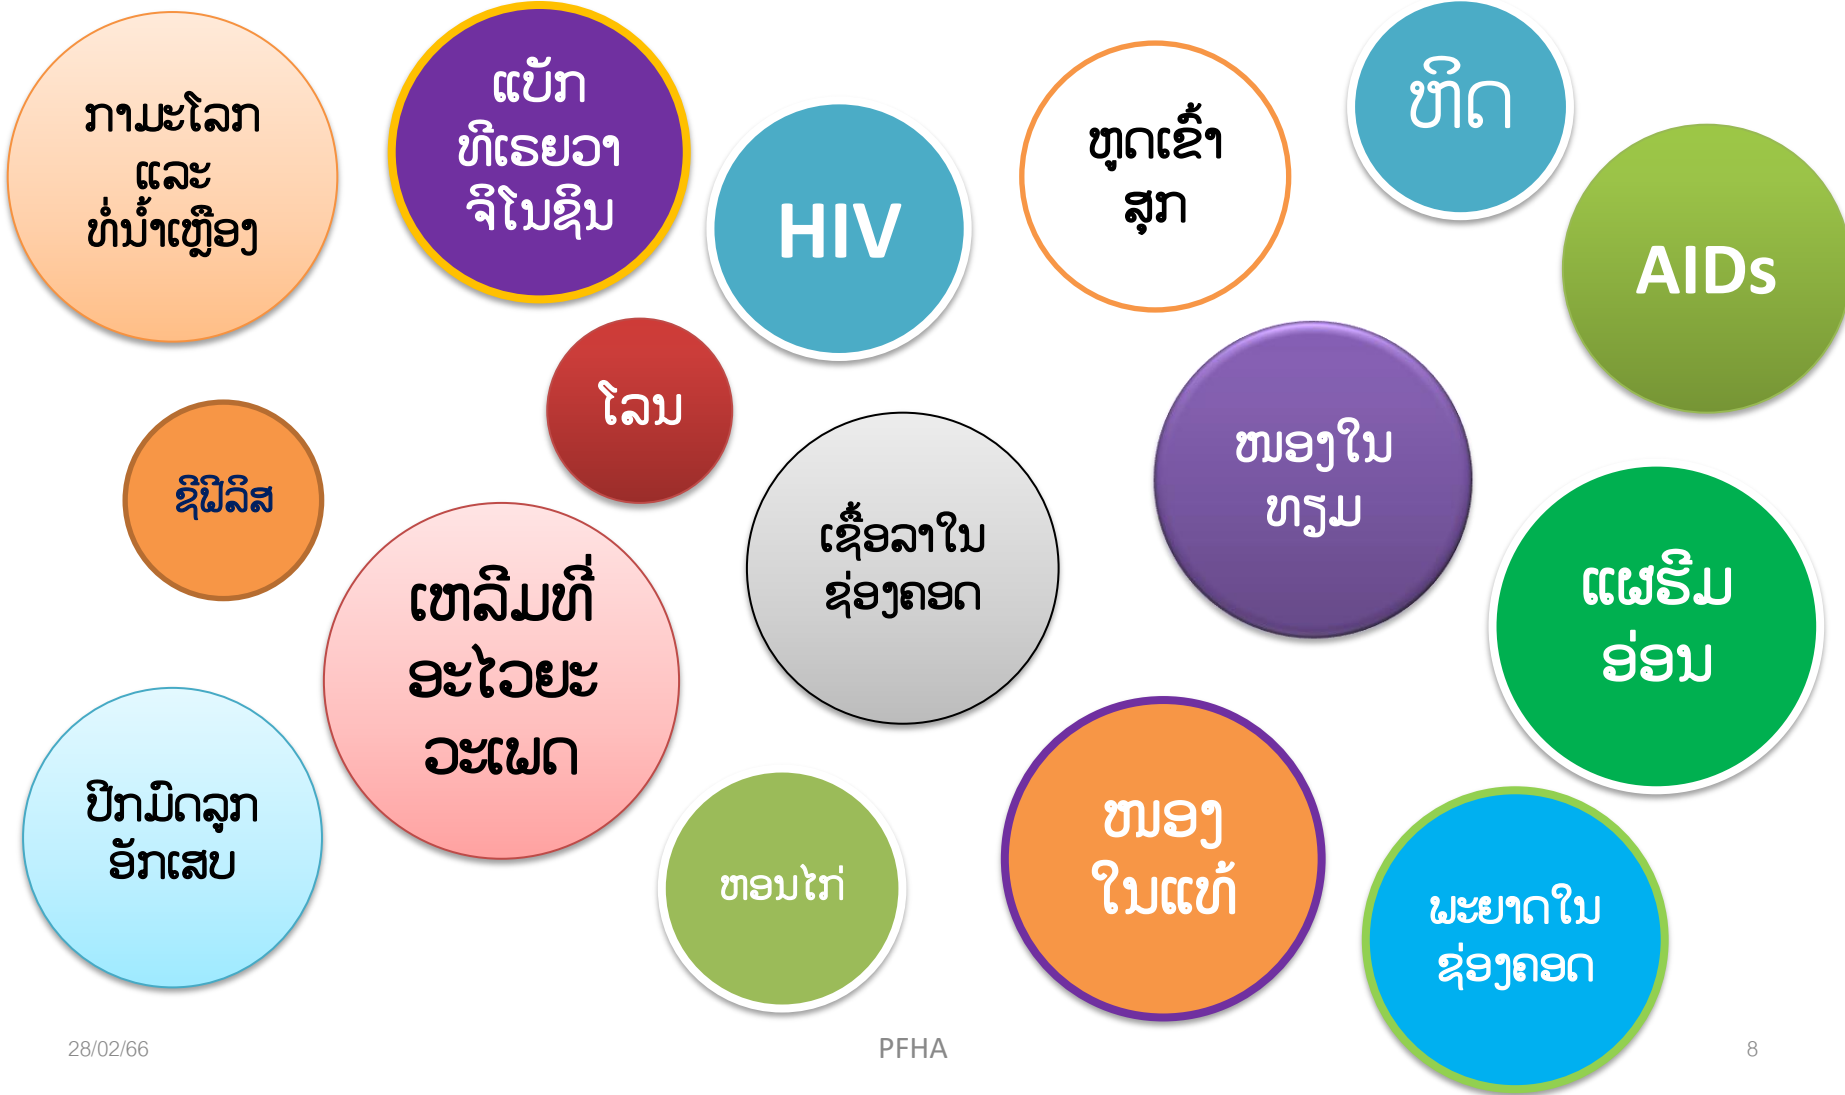 ກາມະໂລກ
ແລະ
ທໍ່ນ້ຳເຫຼືອງ
ແບັກ
ທີເຣຍວາ
ຈິໂນຊິນ
HIV
ຫູດເຂົ້າ
ສຸກ
ຫິດ
AIDs
ໂລນ
ຊີຟີລິສ
ເຫລີມທີ່
ອະໄວຍະ
ວະເພດ
ເຊື້ອລາໃນ
ຊ່ອງຄອດ
ໜອງໃນ
ທຽມ
ແຜຮີມ
ອ່ອນ
ປີກມົດລູກ
ອັກເສບ
ຫອນໄກ່
ໜອງ
ໃນແທ້
ພະຍາດໃນ
ຊ່ອງຄອດ
28/02/66
PFHA
8